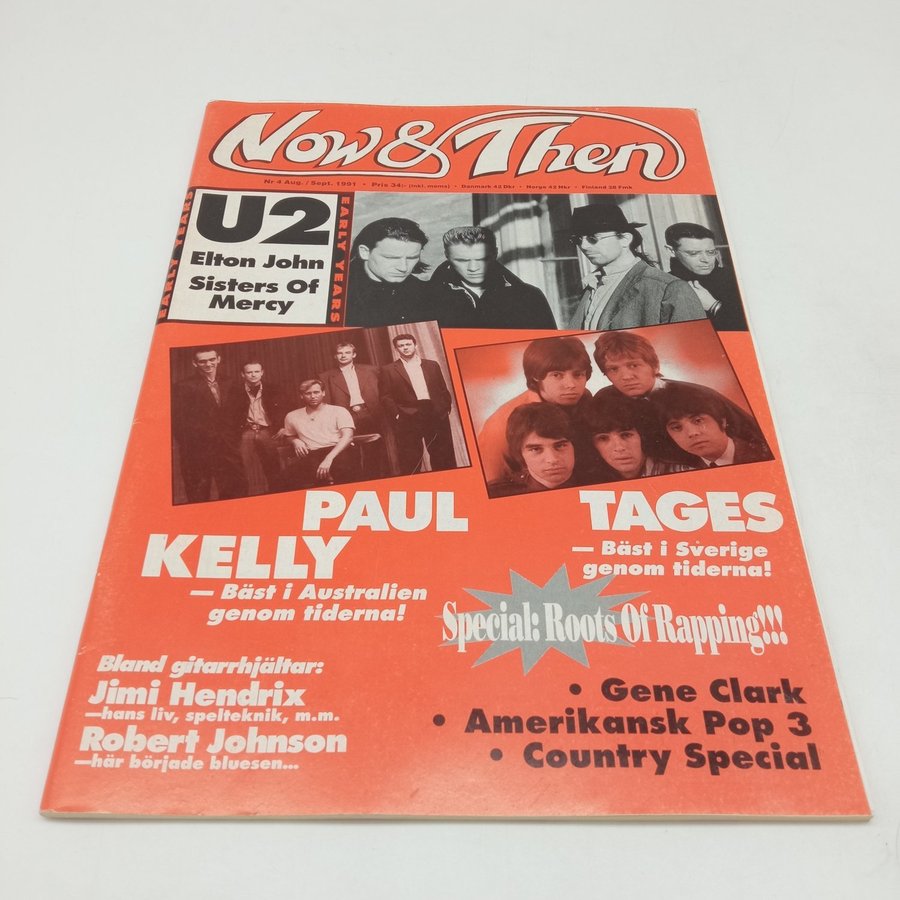 Now & Then
Nr 4 Aug. / Sept. 1991 • Pris 34:- (inkl. moms) • Danmark 42 Dkr • Norge 42 Nkr • Finland 26 Fmk
EARLY YEARS
U2
Elton John
Sisters Of
Mercy
EARLY YEARS
PAUL
KELLY
— Bäst i Australien
genom tiderna!
TAGES
— Bäst i Sverige
genom tiderna!
Special: Roots Of Rapping!!!
Bland gitarrhjältar:
Jimi Hendrix
—hans liv, spelteknik, m.m.
Robert Johnson
—här började bluesen...
• Gene Clark
• Amerikansk Pop 3
• Country Special